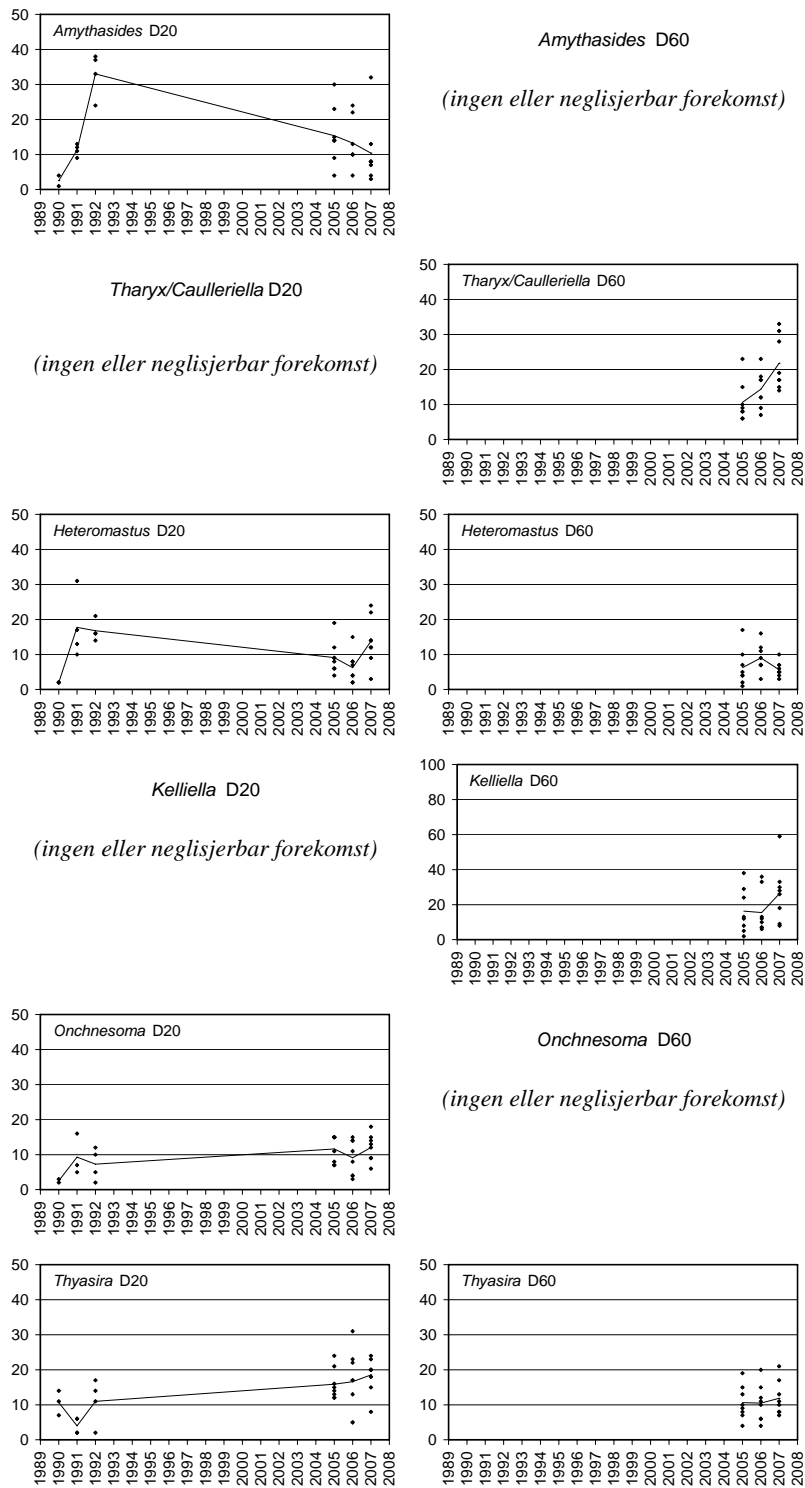 Amythasides D20
50
40
30
20
10
0
1989 1990 1991 1992 1993 1994 1995 1996 1997 1998 1999 2000 2001 2002 2003 2004 2005 2006 2007 2008
Amythasides D60
(ingen eller neglisjerbar forekomst)
Tharyx/Caulleriella D20
(ingen eller neglisjerbar forekomst)
Tharyx/Caulleriella D60
50
40
30
20
10
0
1989 1990 1991 1992 1993 1994 1995 1996 1997 1998 1999 2000 2001 2002 2003 2004 2005 2006 2007 2008
Heteromastus D20
50
40
30
20
10
0
1989 1990 1991 1992 1993 1994 1995 1996 1997 1998 1999 2000 2001 2002 2003 2004 2005 2006 2007 2008
Heteromastus D60
50
40
30
20
10
0
1989 1990 1991 1992 1993 1994 1995 1996 1997 1998 1999 2000 2001 2002 2003 2004 2005 2006 2007 2008
Kelliella D20
(ingen eller neglisjerbar forekomst)
Kelliella D60
100
80
60
40
20
0
1989 1990 1991 1992 1993 1994 1995 1996 1997 1998 1999 2000 2001 2002 2003 2004 2005 2006 2007 2008
Onchnesoma D20
50
40
30
20
10
0
1989 1990 1991 1992 1993 1994 1995 1996 1997 1998 1999 2000 2001 2002 2003 2004 2005 2006 2007 2008
Onchnesoma D60
(ingen eller neglisjerbar forekomst)
Thyasira D20
50
40
30
20
10
0
1989 1990 1991 1992 1993 1994 1995 1996 1997 1998 1999 2000 2001 2002 2003 2004 2005 2006 2007 2008
Thyasira D60
50
40
30
20
10
0
1989 1990 1991 1992 1993 1994 1995 1996 1997 1998 1999 2000 2001 2002 2003 2004 2005 2006 2007 2008